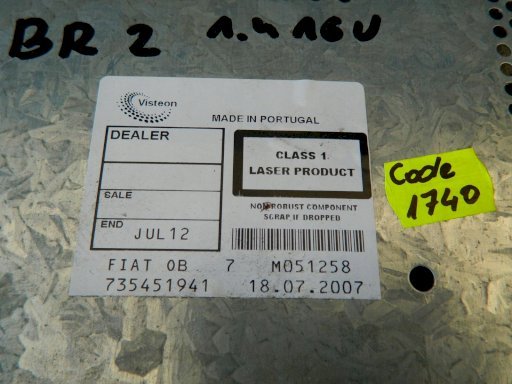 BR 2 1.4 16V
Visteon
MADE IN PORTUGAL
DEALER
CLASS 1
LASER PRODUCT
SALE
NON ROBUST COMPONENT
SCRAP IF DROPPED
END JUL12
FIAT OB 7 M051258
735451941 18.07.2007
Code
1740